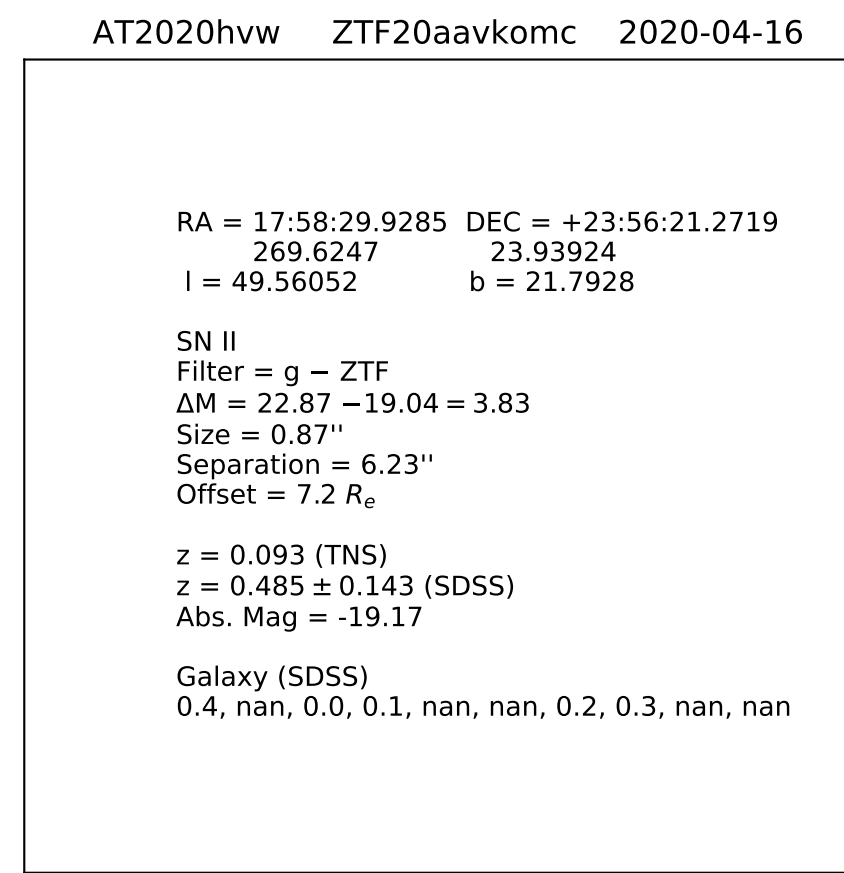 AT2020hvw ZTF20aavkomc 2020-04-16
RA = 17:58:29.9285 DEC = +23:56:21.2719
269.6247 23.93924
l = 49.56052 b = 21.7928
SN II
Filter = g − ZTF
ΔM = 22.87 −19.04 = 3.83
Size = 0.87''
Separation = 6.23''
Offset = 7.2 Rₑ
z = 0.093 (TNS)
z = 0.485 ± 0.143 (SDSS)
Abs. Mag = -19.17
Galaxy (SDSS)
0.4, nan, 0.0, 0.1, nan, nan, 0.2, 0.3, nan, nan